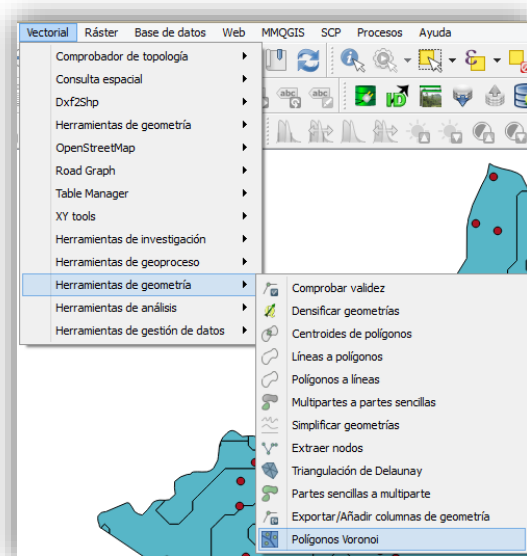 Vectorial Ráster Base de datos Web MMQGIS SCP Procesos Ayuda
Comprobador de topología
Consulta espacial
Dxf2Shp
Herramientas de geometría
OpenStreetMap
Road Graph
Table Manager
XY tools
Herramientas de investigación
Herramientas de geoproceso
Herramientas de geometría
Herramientas de análisis
Herramientas de gestión de datos
Comprobar validez
Densificar geometrías
Centroides de polígonos
Líneas a polígonos
Polígonos a líneas
Multipartes a partes sencillas
Simplificar geometrías
Extraer nodos
Triangulación de Delaunay
Partes sencillas a multiparte
Exportar/Añadir columnas de geometría
Polígonos Voronoi
abc abc